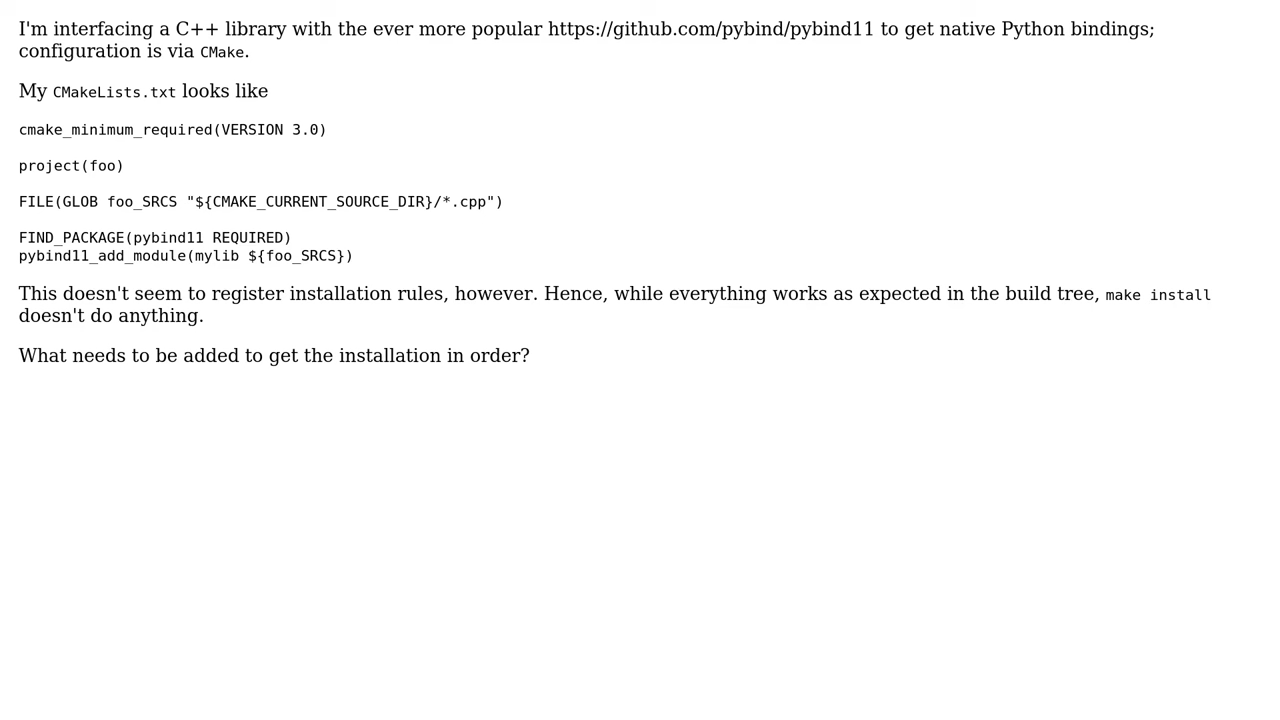 I'm interfacing a C++ library with the ever more popular https://github.com/pybind/pybind11 to get native Python bindings;
configuration is via CMake.
My CMakeLists.txt looks like
cmake_minimum_required(VERSION 3.0)
project(foo)
FILE(GLOB foo_SRCS "${CMAKE_CURRENT_SOURCE_DIR}/*.cpp")
FIND_PACKAGE(pybind11 REQUIRED)
pybind11_add_module(mylib ${foo_SRCS})
This doesn't seem to register installation rules, however. Hence, while everything works as expected in the build tree, make install
doesn't do anything.
What needs to be added to get the installation in order?